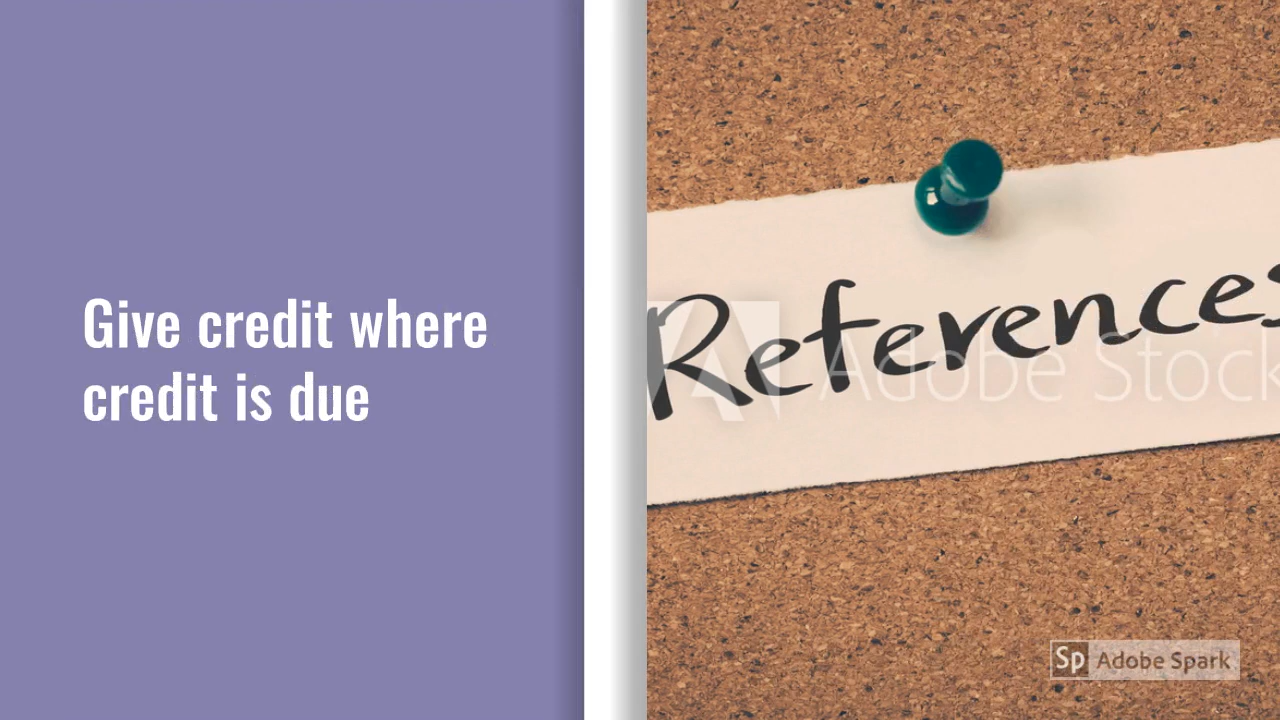 Give credit where
credit is due
References
Adobe Stock
Sp Adobe Spark